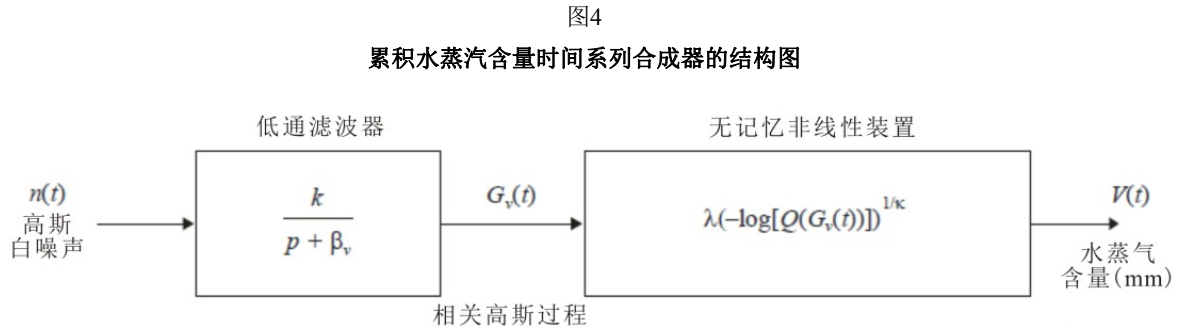 图4
累积水蒸汽含量时间系列合成器的结构图
低通滤波器
无记忆非线性装置
n(t)
高斯
白噪声
k
p + βv
Gv(t)
λ(–log[Q(Gv(t))])^1/κ
V(t)
水蒸气
含量(mm)
相关高斯过程